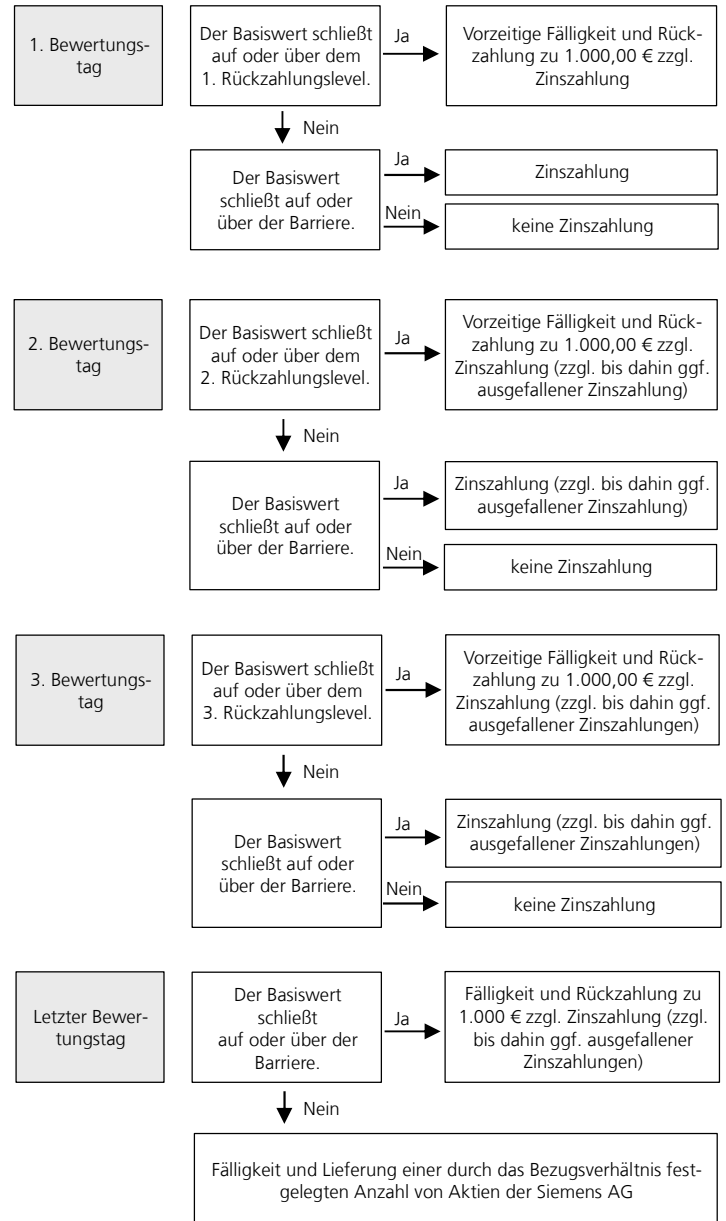 1. Bewertungs-
tag
Der Basiswert schließt
auf oder über dem
1. Rückzahlungslevel.
Ja
Vorzeitige Fälligkeit und Rück-
zahlung zu 1.000,00 € zzgl.
Zinszahlung
Nein
Der Basiswert
schließt auf oder
über der Barriere.
Ja
Zinszahlung
Nein
keine Zinszahlung
2. Bewertungs-
tag
Der Basiswert schließt
auf oder über dem
2. Rückzahlungslevel.
Ja
Vorzeitige Fälligkeit und Rück-
zahlung zu 1.000,00 € zzgl.
Zinszahlung (zzgl. bis dahin ggf.
ausgefallener Zinszahlung)
Nein
Der Basiswert
schließt auf oder
über der Barriere.
Ja
Zinszahlung (zzgl. bis dahin ggf.
ausgefallener Zinszahlung)
Nein
keine Zinszahlung
3. Bewertungs-
tag
Der Basiswert schließt
auf oder über dem
3. Rückzahlungslevel.
Ja
Vorzeitige Fälligkeit und Rück-
zahlung zu 1.000,00 € zzgl.
Zinszahlung (zzgl. bis dahin ggf.
ausgefallener Zinszahlungen)
Nein
Der Basiswert
schließt auf oder
über der Barriere.
Ja
Zinszahlung (zzgl. bis dahin ggf.
ausgefallener Zinszahlungen)
Nein
keine Zinszahlung
Letzter Bewer-
tungstag
Der Basiswert
schließt
auf oder über der
Barriere.
Ja
Fälligkeit und Rückzahlung zu
1.000 € zzgl. Zinszahlung (zzgl.
bis dahin ggf. ausgefallener
Zinszahlungen)
Nein
Fälligkeit und Lieferung einer durch das Bezugsverhältnis fest-
gelegten Anzahl von Aktien der Siemens AG